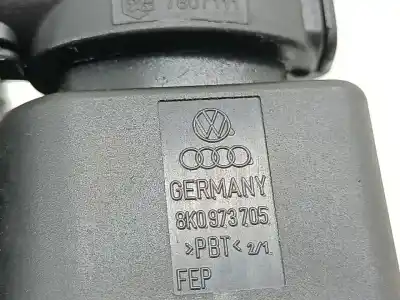 GERMANY
8K0 973 705
>PBT< 2/1
FEP